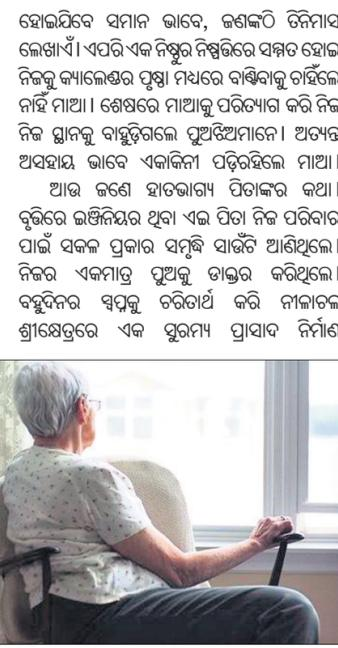 ହୋଇଯିବେ ସମାନ ଭାବେ, ଜଣଙ୍କଠି ତିନିମାସ
ଲେଖାଏଁ । ଏପରି ଏକ ନିଷ୍ଠୁର ନିଷ୍ପତ୍ତିରେ ସମ୍ମତ ହୋଇ
ନିଜକୁ କ୍ୟାଲେଣ୍ଡର ପୃଷ୍ଠା ମଧ୍ୟରେ ବାଣ୍ଟିବାକୁ ଚାହିଁଲେ
ନାହିଁ ମାଆ । ଶେଷରେ ମାଆକୁ ପରିତ୍ୟାଗ କରି ନିଜ
ନିଜ ସ୍ଥାନକୁ ବାହୁଡ଼ିଗଲେ ପୁଅଝିଅମାନେ । ଅତ୍ୟନ୍ତ
ଅସହାୟ ଭାବେ ଏକାକିନୀ ପଡ଼ିରହିଲେ ମାଆ ।
ଆଉ ଜଣେ ହାତଭାଗ୍ୟ ପିତାଙ୍କର କଥା ।
ବୃତ୍ତିରେ ଇଞ୍ଜିନିୟର ଥିବା ଏଇ ପିତା ନିଜ ପରିବାର
ପାଇଁ ସକଳ ପ୍ରକାର ସମୃଦ୍ଧି ସାଉଁଟି ଆଣିଥିଲେ ।
ନିଜର ଏକମାତ୍ର ପୁଅକୁ ଡାକ୍ତର କରିଥିଲେ ।
ବହୁଦିନର ସ୍ୱପ୍ନକୁ ଚରିତାର୍ଥ କରି ନୀଳାଚଳ
ଶ୍ରୀକ୍ଷେତ୍ରରେ ଏକ ସୁରମ୍ୟ ପ୍ରାସାଦ ନିର୍ମାଣ